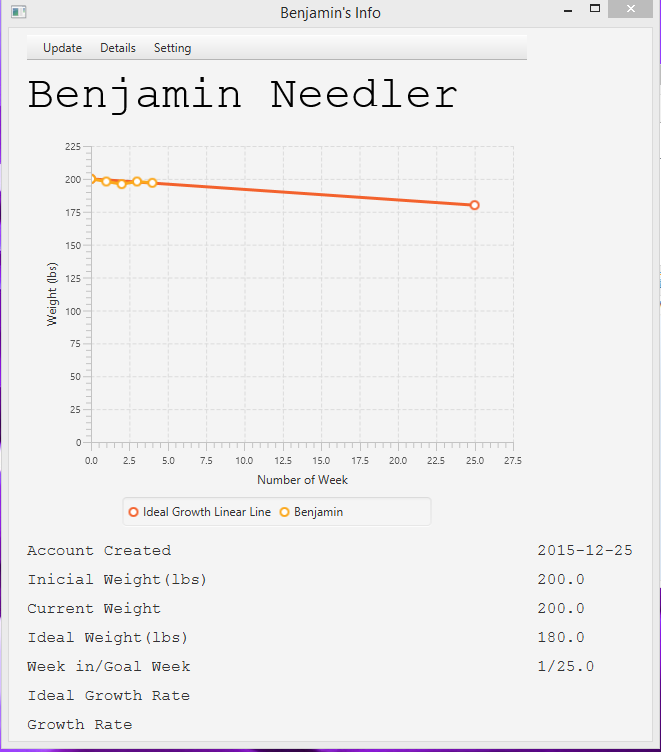 Benjamin's Info
Update Details Setting
Benjamin Needler
225
200
175
150
125
100
75
50
25
0
Weight (lbs)
0.0 2.5 5.0 7.5 10.0 12.5 15.0 17.5 20.0 22.5 25.0 27.5
Number of Week
Ideal Growth Linear Line Benjamin
Account Created 2015-12-25
Inicial Weight(lbs) 200.0
Current Weight 200.0
Ideal Weight(lbs) 180.0
Week in/Goal Week 1/25.0
Ideal Growth Rate
Growth Rate